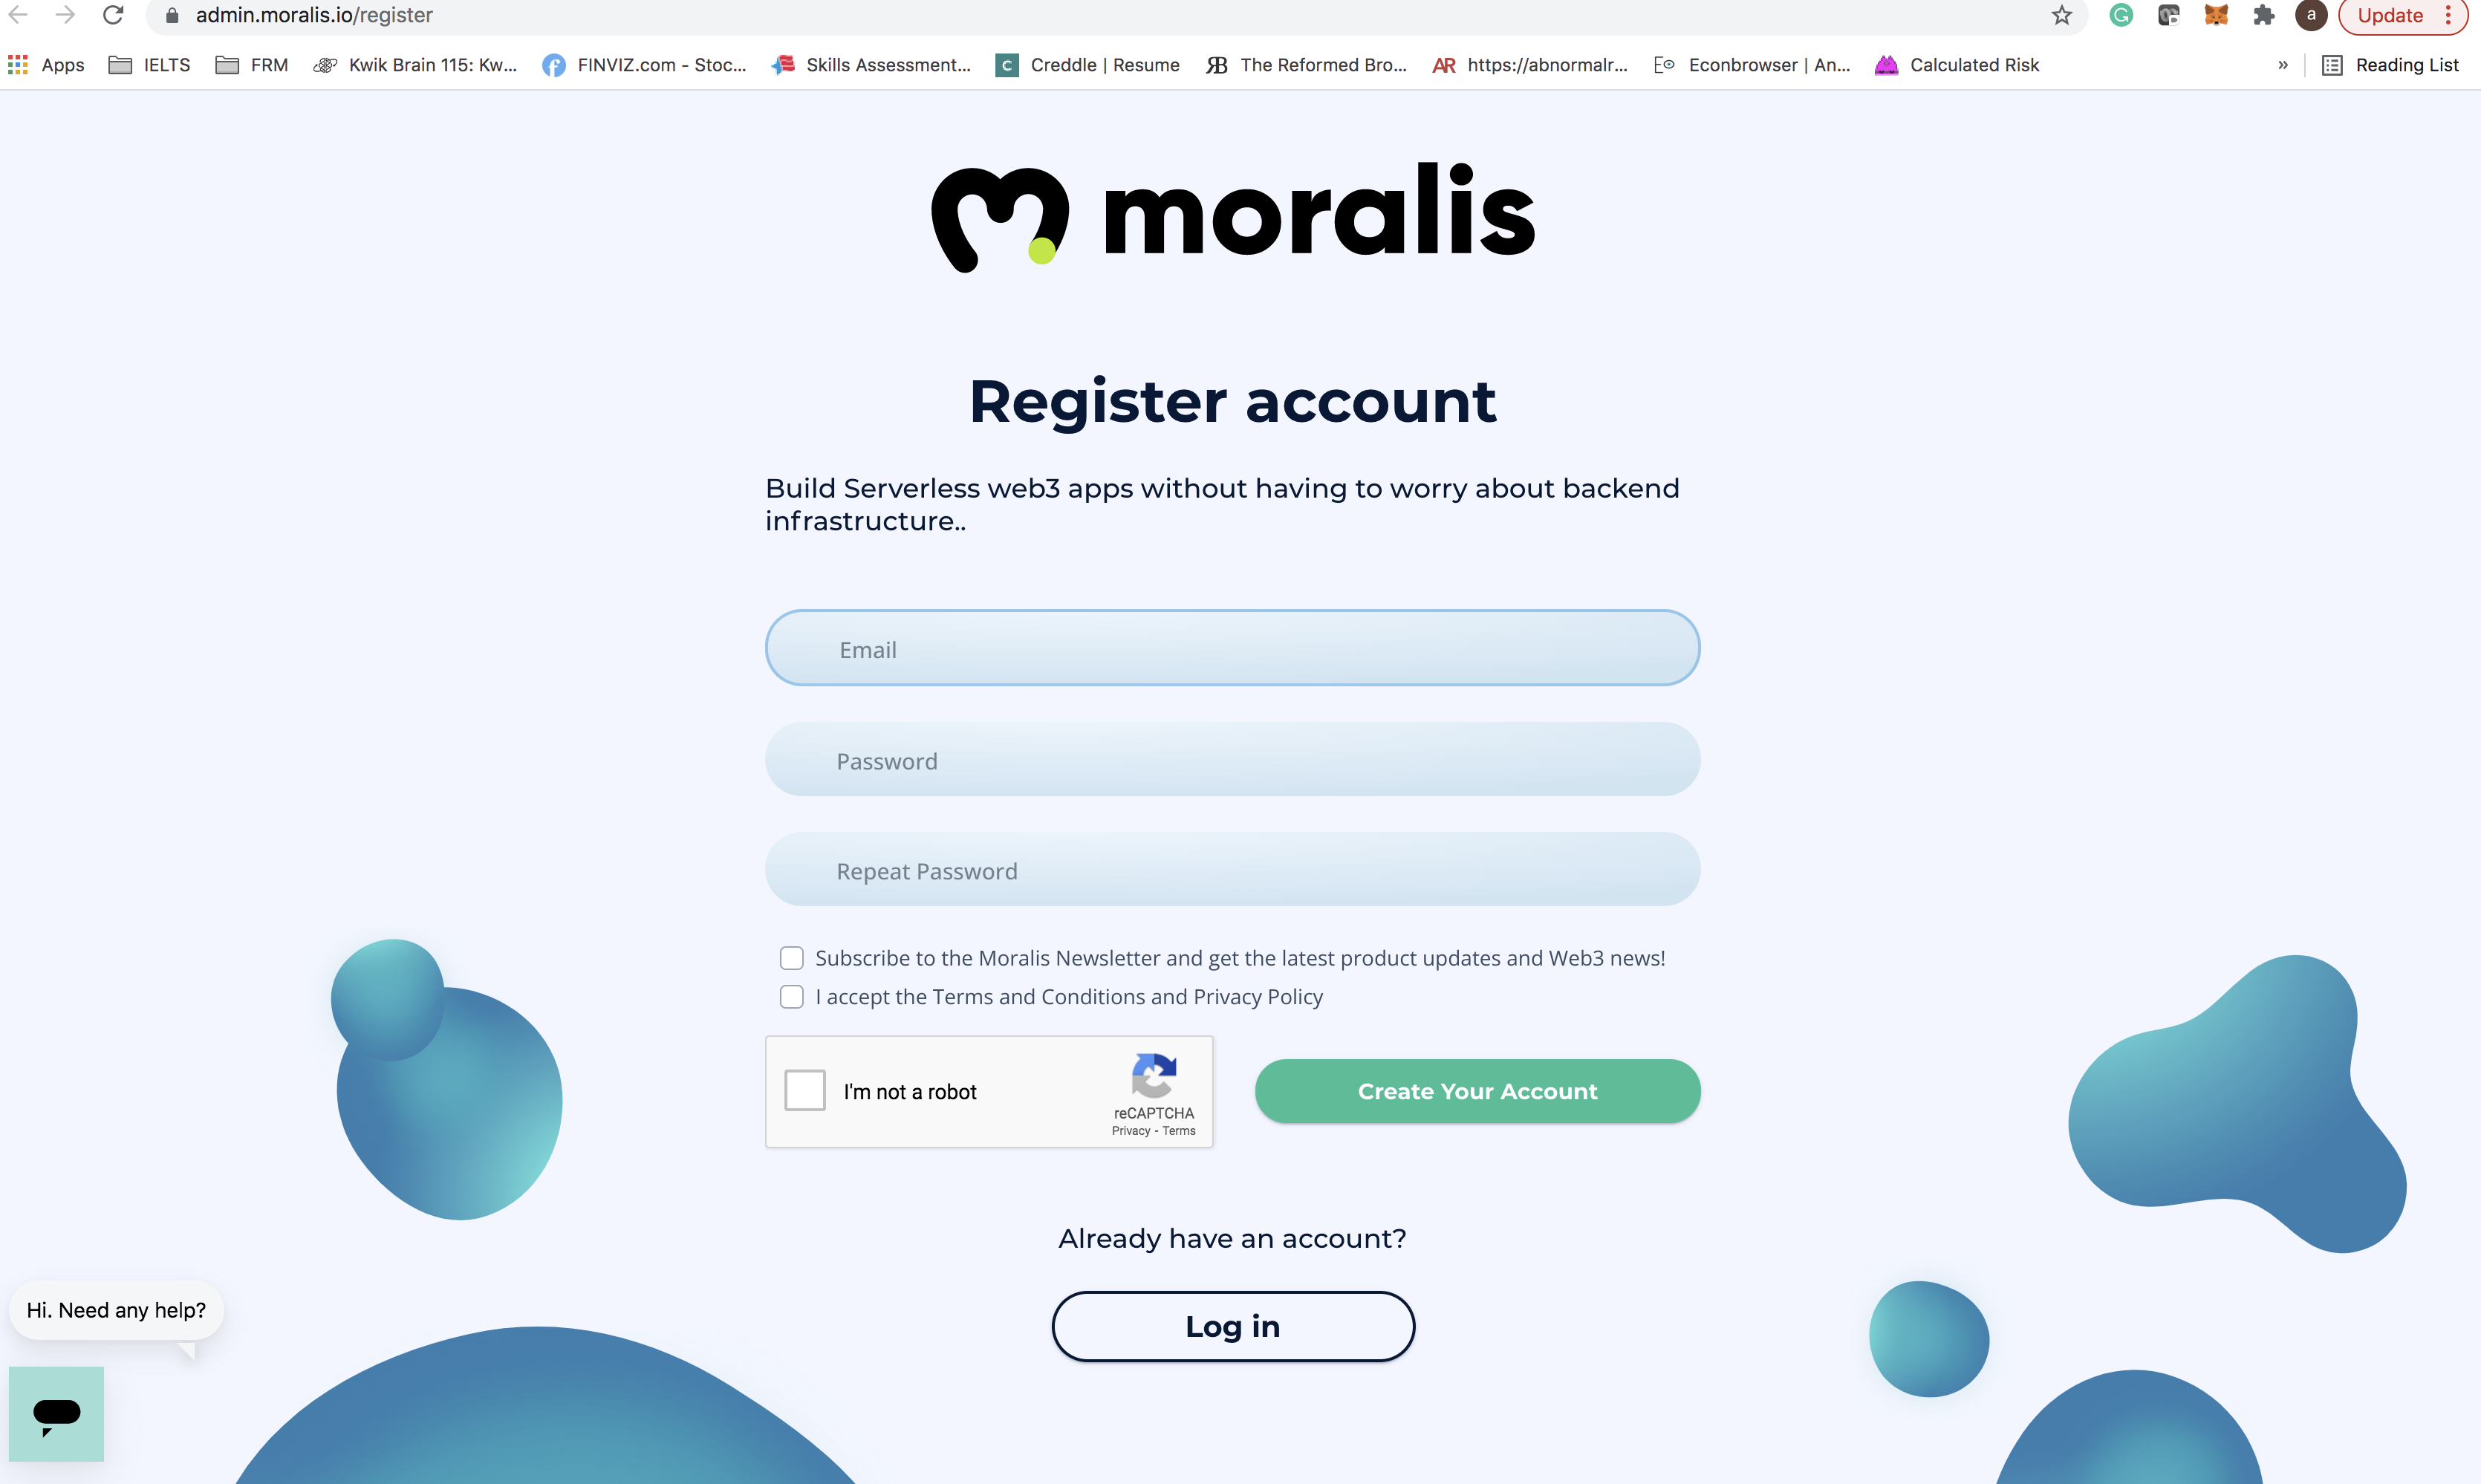 admin.moralis.io/register
a
Update
Apps
IELTS
FRM
Kwik Brain 115: Kw...
FINVIZ.com - Stoc...
Skills Assessment...
C
Creddle | Resume
RB
The Reformed Bro...
AR
https://abnormalr...
Econbrowser | An...
Calculated Risk
»
Reading List
moralis
Register account
Build Serverless web3 apps without having to worry about backend
infrastructure..
Email
Password
Repeat Password
Subscribe to the Moralis Newsletter and get the latest product updates and Web3 news!
I accept the Terms and Conditions and Privacy Policy
I'm not a robot
reCAPTCHA
Privacy - Terms
Create Your Account
Already have an account?
Log in
Hi. Need any help?